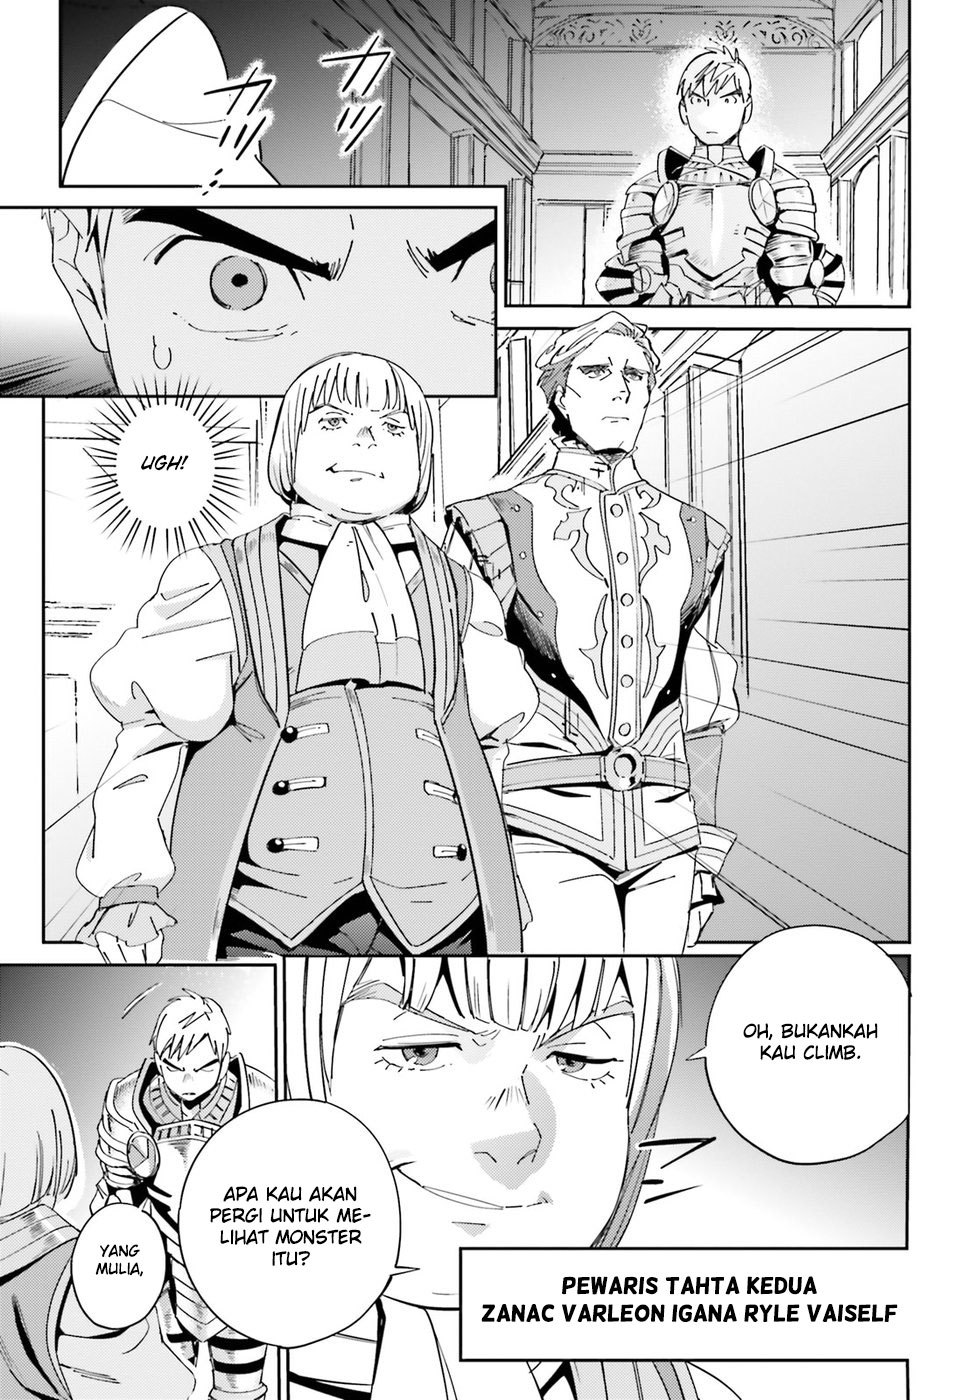 カッ
カッ…
UGH!
OH, BUKANKAH
KAU CLIMB.
APA KAU AKAN
PERGI UNTUK ME-
LIHAT MONSTER
ITU?
PEWARIS TAHTA KEDUA
ZANAC VARLEON IGANA RYLE VAISELF
YANG
MULIA,